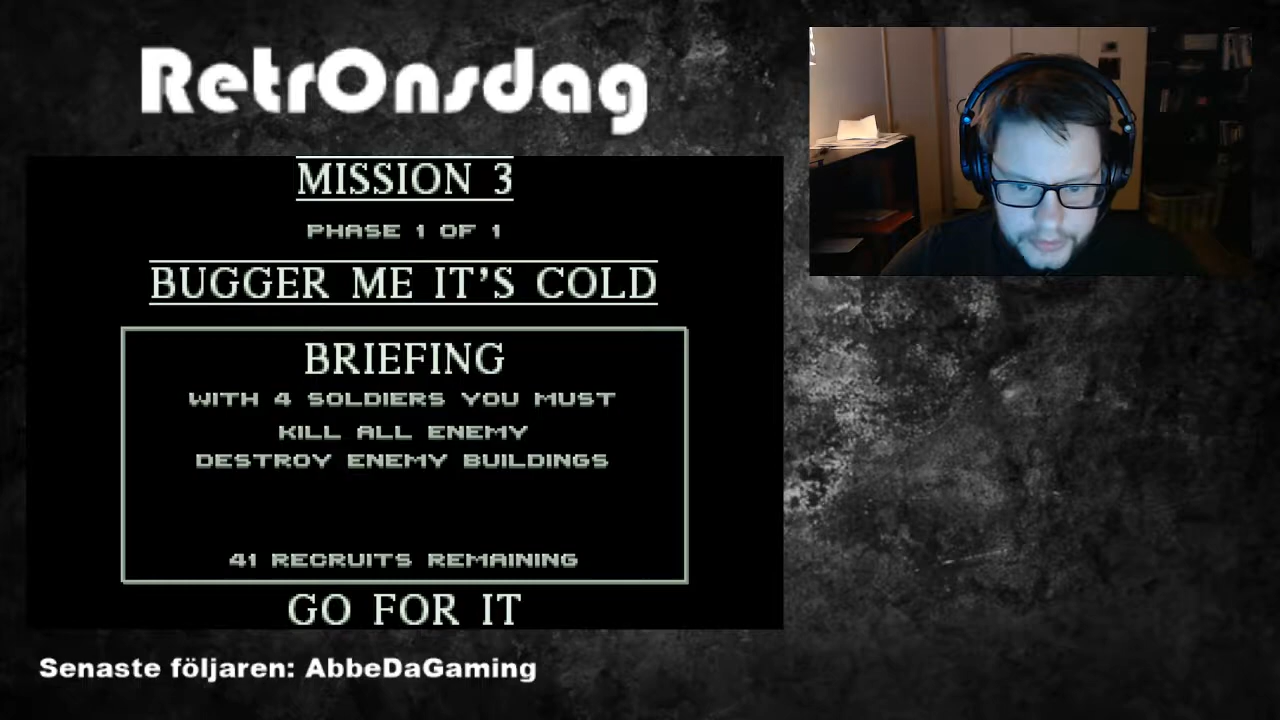 RetrOnsdag
MISSION 3
PHASE 1 OF 1
BUGGER ME IT'S COLD
BRIEFING
WITH 4 SOLDIERS YOU MUST
KILL ALL ENEMY
DESTROY ENEMY BUILDINGS
41 RECRUITS REMAINING
GO FOR IT
Senaste följaren: AbbeDaGaming